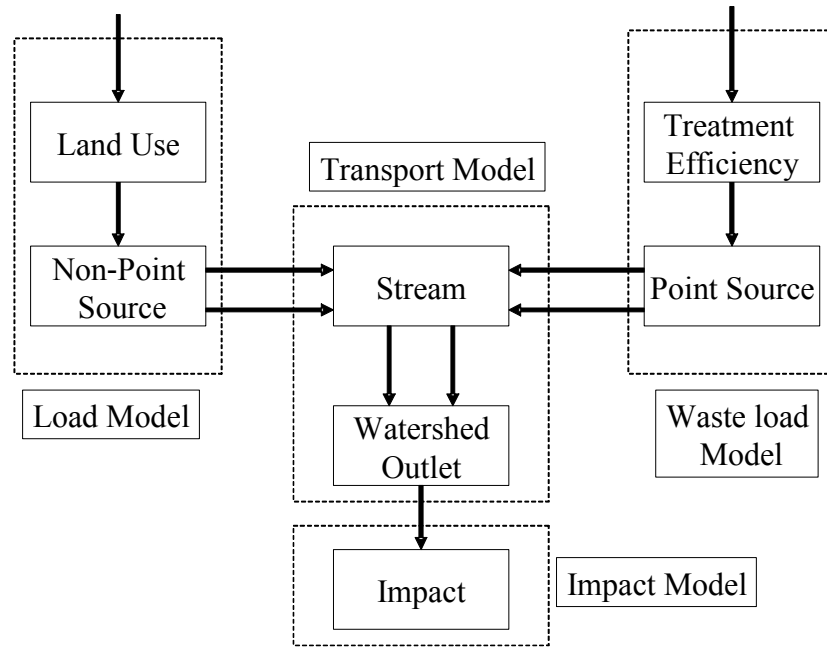 Land Use
Treatment
Efficiency
Transport Model
Non-Point
Source
Stream
Point Source
Load Model
Watershed
Outlet
Waste load
Model
Impact
Impact Model